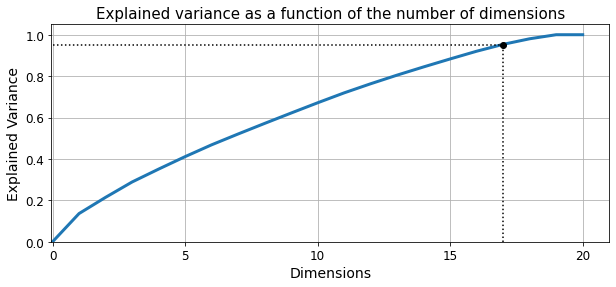 Explained variance as a function of the number of dimensions
Explained Variance
1.0
0.8
0.6
0.4
0.2
0.0
0 5 10 15 20
Dimensions